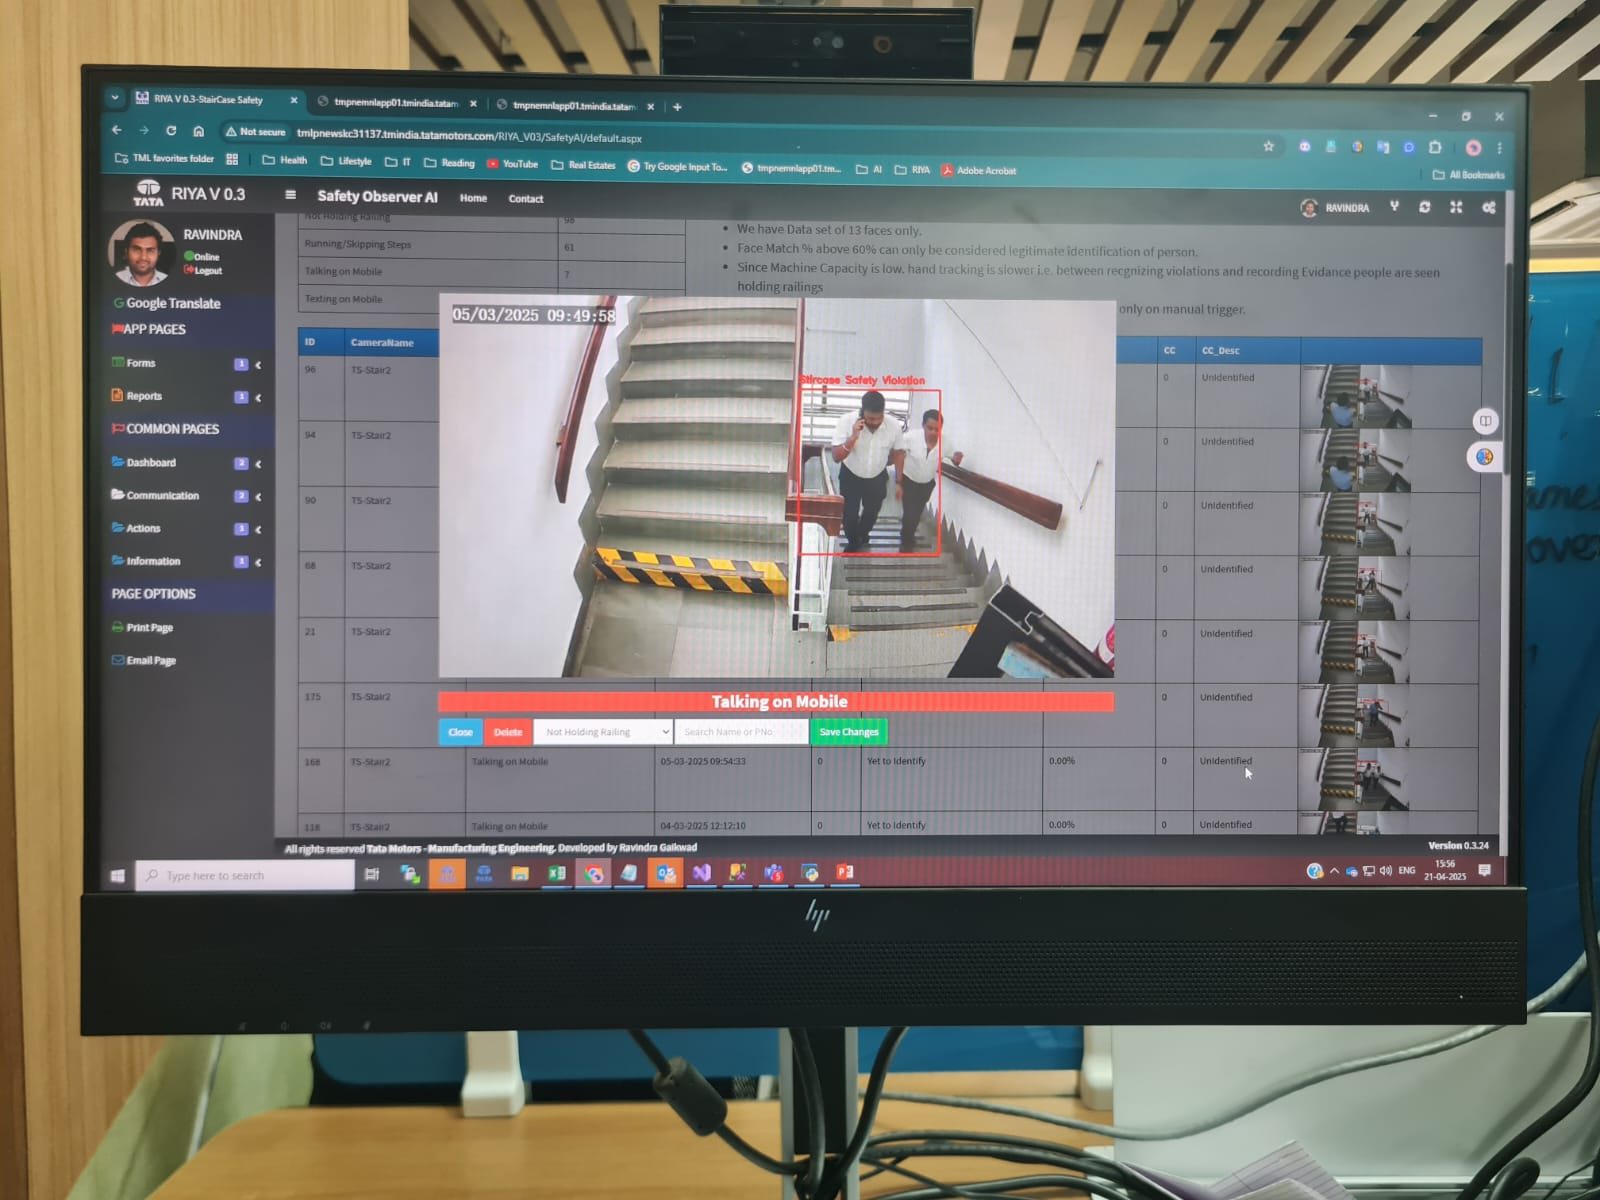 RIYA V 0.3-StairCase Safety
tmpnemnlapp01.tmindia.tatam
tmpnemnlapp01.tmindia.tatam
Not secure
tmlpnewskc31137.tmindia.tatamotors.com/RIYA_V03/SafetyAI/default.aspx
TML favorites folder
Health
Lifestyle
IT
Reading
YouTube
Real Estates
Try Google Input To...
tmpnemnlapp01.tm...
AI
RIYA
Adobe Acrobat
All Bookmarks
TATA
RIYA V 0.3
Safety Observer AI
Home
Contact
RAVINDRA
RAVINDRA
Online
Logout
Google Translate
APP PAGES
Forms 1
Reports 1
COMMON PAGES
Dashboard 2
Communication 2
Actions 1
Information 1
PAGE OPTIONS
Print Page
Email Page
Not Holding Railing 98
Running/Skipping Steps 61
Talking on Mobile 7
Texting on Mobile
We have Data set of 13 faces only.
Face Match % above 60% can only be considered legitimate identification of person.
Since Machine Capacity is low. hand tracking is slower i.e. between recgnizing violations and recording Evidance people are seen
holding railings
only on manual trigger.
ID CameraName CC CC_Desc
96 TS-Stair2 0 Unidentified
94 TS-Stair2 0 Unidentified
90 TS-Stair2 0 Unidentified
68 TS-Stair2 0 Unidentified
21 TS-Stair2 0 Unidentified
175 TS-Stair2 0 Unidentified
168 TS-Stair2 Talking on Mobile 05-03-2025 09:54:33 0 Yet to Identify 0.00% 0 Unidentified
118 TS-Stair2 Talking on Mobile 04-03-2025 12:12:10 0 Yet to Identify 0.00% 0 Unidentified
05/03/2025 09:49:58
Stircase Safety Violation
Talking on Mobile
Close
Delete
Not Holding Railing
Search Name or PNo
Save Changes
All rights reserved Tata Motors - Manufacturing Engineering. Developed by Ravindra Gaikwad
Version 0.3.24
Type here to search
ENG
15:56
21-04-2025
hp